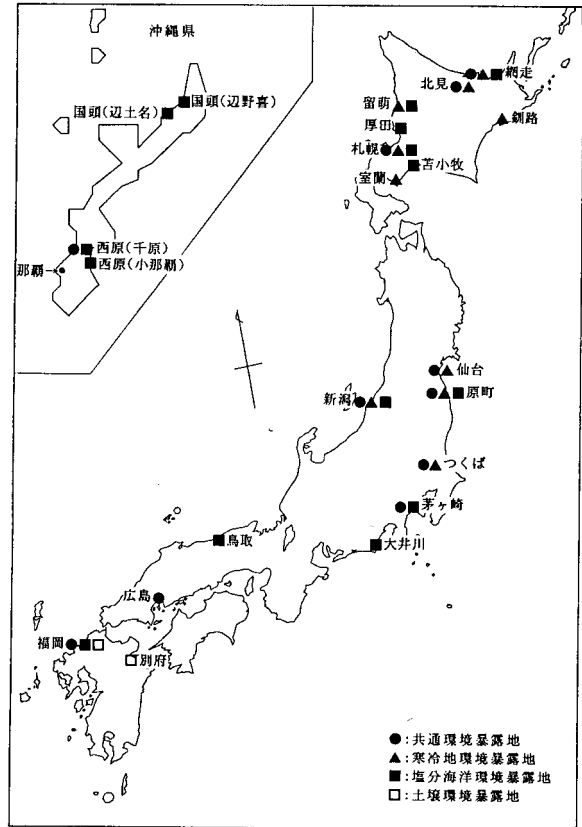 沖縄県
国頭(辺野喜)
国頭(辺土名)
西原(千原)
西原(小那覇)
那覇
網走
北見
留萌
釧路
厚田
札幌
苫小牧
室蘭
仙台
原町
新潟
つくば
茅ヶ崎
大井川
鳥取
広島
福岡
別府
●:共通環境暴露地
▲:寒冷地環境暴露地
■:塩分海洋環境暴露地
□:土壌環境暴露地